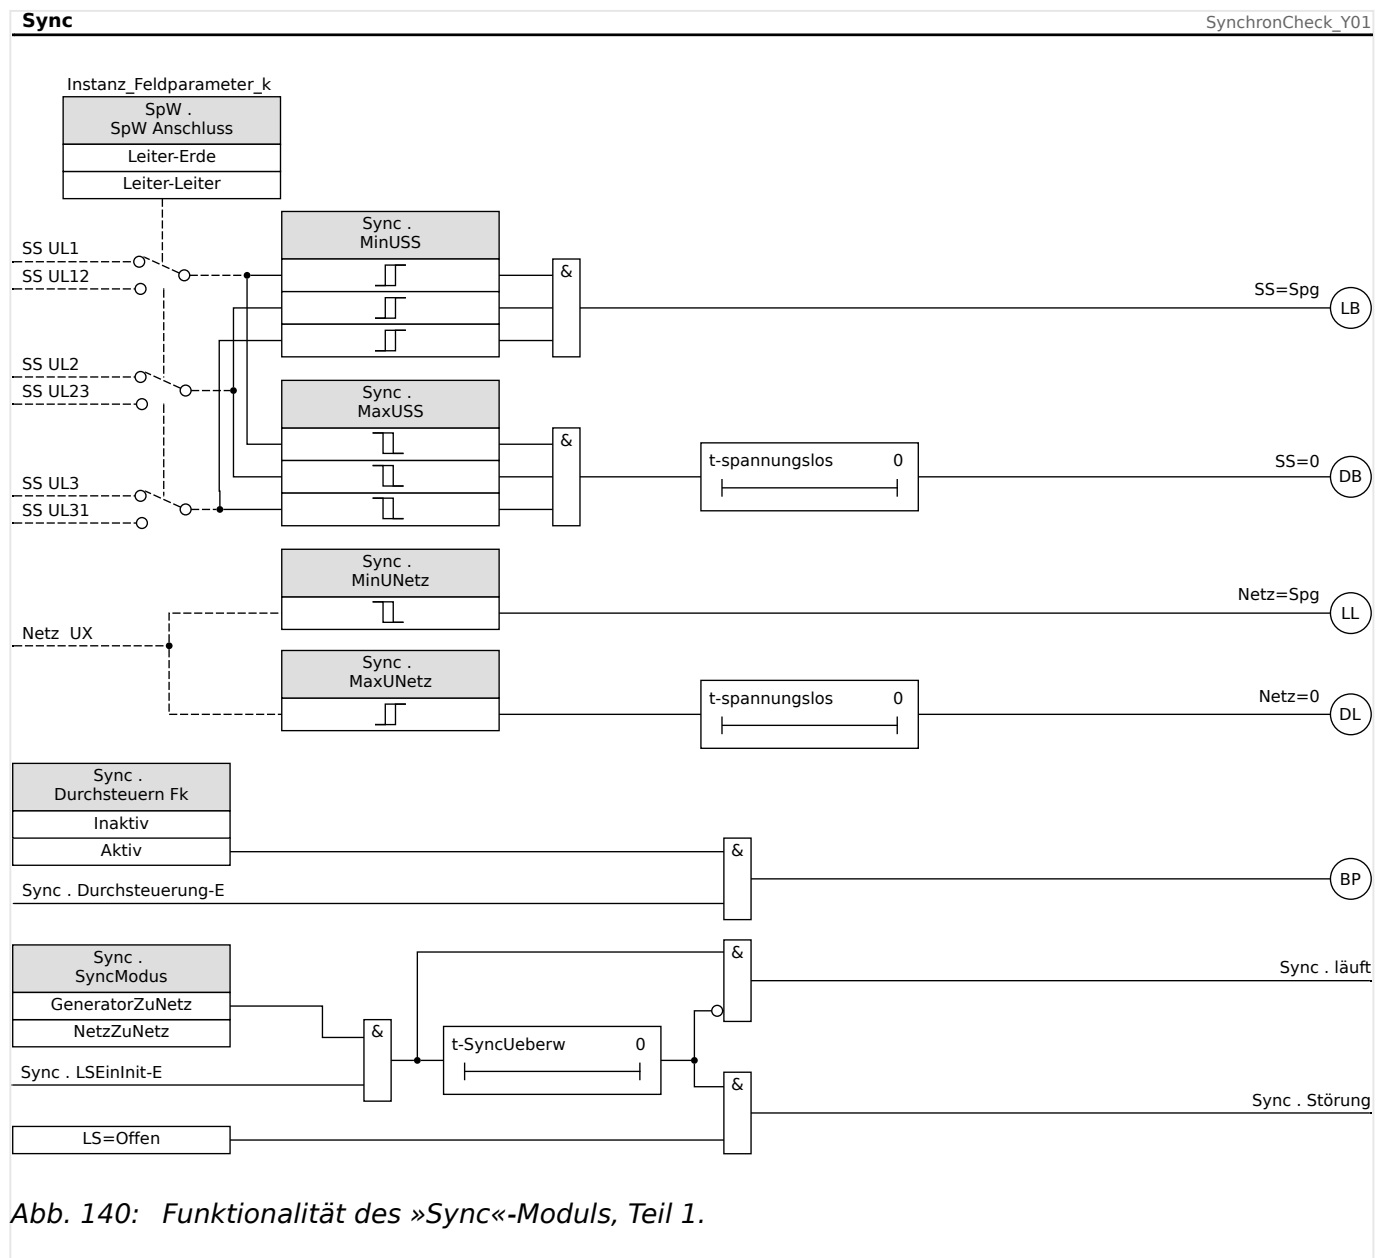 Sync
SynchronCheck_Y01
Instanz_Feldparameter_k
SpW .
SpW Anschluss
Leiter-Erde
Leiter-Leiter
SS UL1
SS UL12
SS UL2
SS UL23
SS UL3
SS UL31
Sync .
MinUSS
&
SS=Spg
LB
Sync .
MaxUSS
&
t-spannungslos 0
SS=0
DB
Sync .
MinUNetz
Netz=Spg
LL
Netz UX
Sync .
MaxUNetz
t-spannungslos 0
Netz=0
DL
Sync .
Durchsteuern Fk
Inaktiv
Aktiv
&
BP
Sync . Durchsteuerung-E
Sync .
SyncModus
GeneratorZuNetz
NetzZuNetz
&
Sync . LSEinInit-E
t-SyncUeberw 0
&
Sync . läuft
&
Sync . Störung
LS=Offen
Abb. 140: Funktionalität des »Sync«-Moduls, Teil 1.